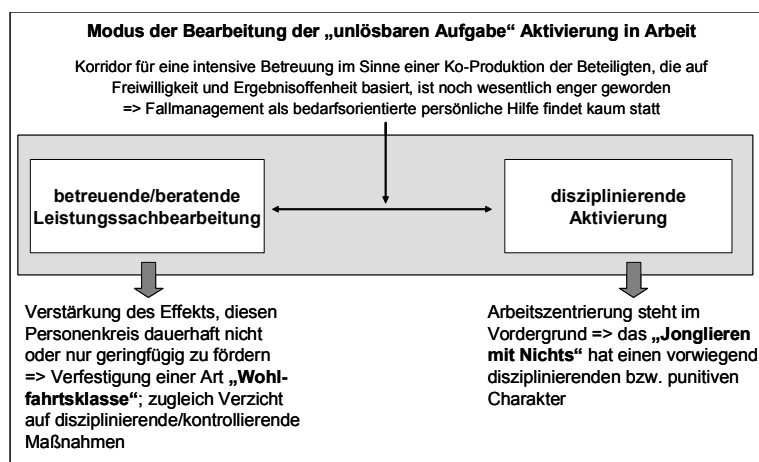 Modus der Bearbeitung der „unlösbaren Aufgabe“ Aktivierung in Arbeit
Korridor für eine intensive Betreuung im Sinne einer Ko-Produktion der Beteiligten, die auf
Freiwilligkeit und Ergebnisoffenheit basiert, ist noch wesentlich enger geworden
=> Fallmanagement als bedarfsorientierte persönliche Hilfe findet kaum statt
betreuende/beratende
Leistungssachbearbeitung
disziplinierende
Aktivierung
Verstärkung des Effekts, diesen
Personenkreis dauerhaft nicht
oder nur geringfügig zu fördern
=> Verfestigung einer Art „Wohl-
fahrtsklasse“; zugleich Verzicht
auf disziplinierende/kontrollierende
Maßnahmen
Arbeitszentrierung steht im
Vordergrund => das „Jonglieren
mit Nichts“ hat einen vorwiegend
disziplinierenden bzw. punitiven
Charakter